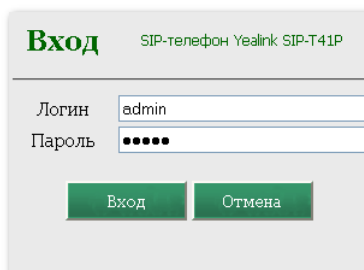 Вход SIP-телефон Yealink SIP-T41P
Логин admin
Пароль •••••
Вход Отмена